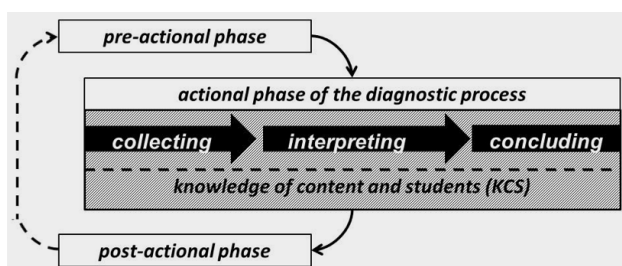 pre-actional phase
actional phase of the diagnostic process
collecting interpreting concluding
knowledge of content and students (KCS)
post-actional phase